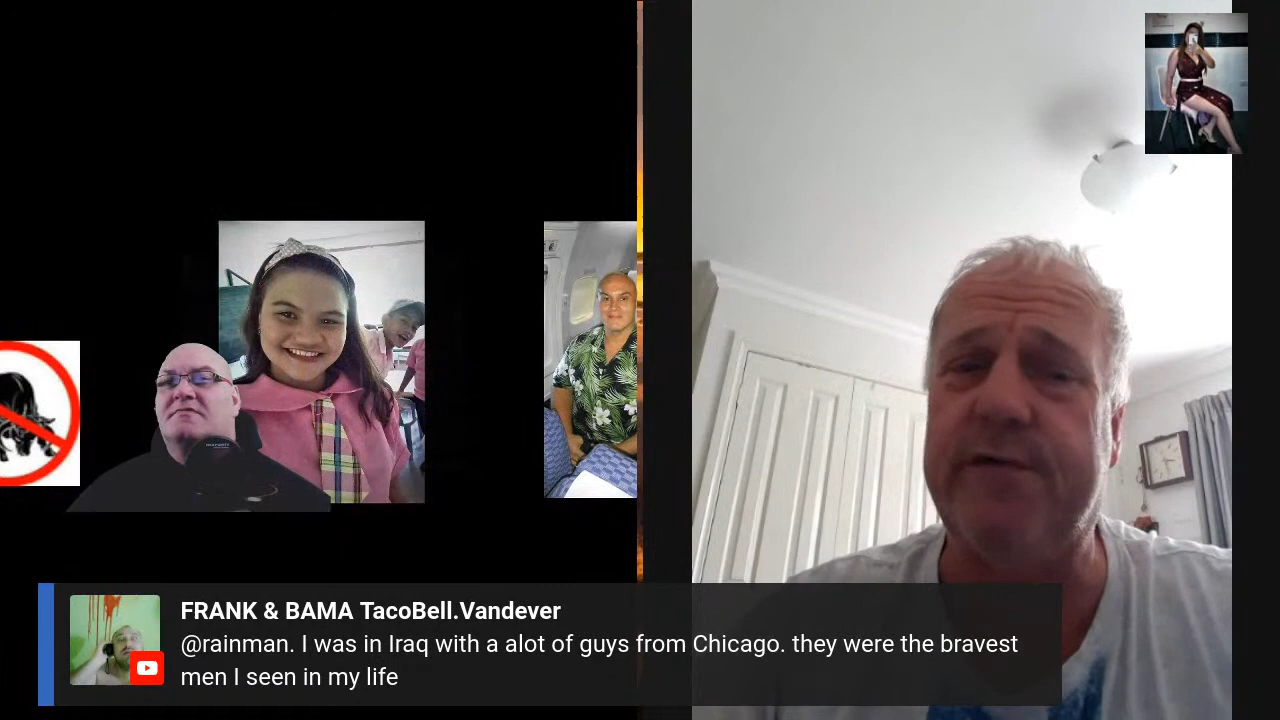 FRANK & BAMA TacoBell.Vandever
@rainman. I was in Iraq with a alot of guys from Chicago. they were the bravest
men I seen in my life